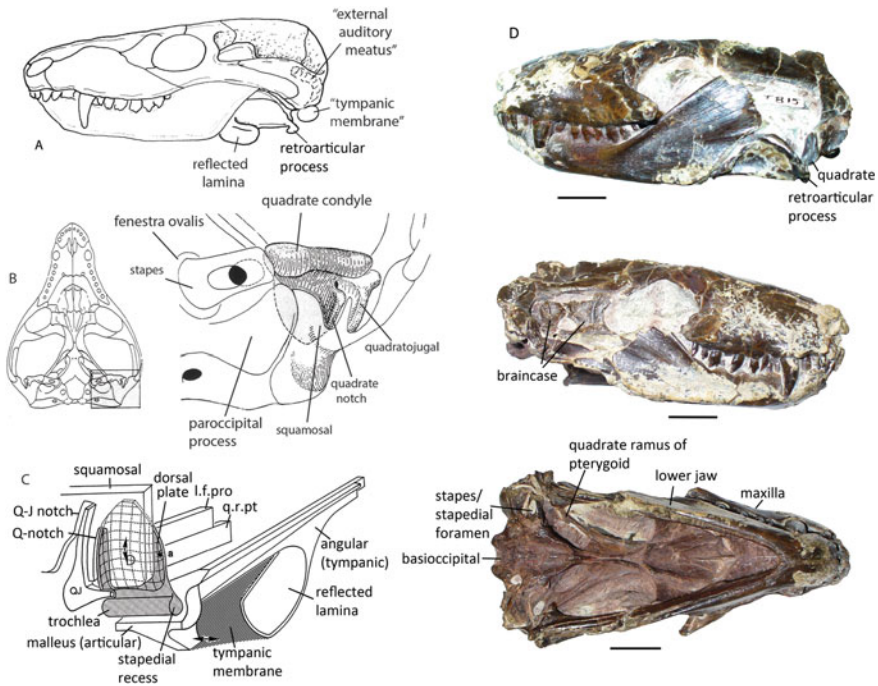 "external
auditory
meatus"
"tympanic
membrane"
retroarticular
process
reflected
lamina
A
B
fenestra ovalis
quadrate condyle
stapes
quadratojugal
quadrate
notch
squamosal
paroccipital
process
C
squamosal
dorsal
plate
l.f.pro
q.r.pt
Q-J notch
Q-notch
a
angular
(tympanic)
QJ
reflected
lamina
trochlea
malleus (articular)
stapedial
recess
tympanic
membrane
D
TB15
quadrate
retroarticular
process
braincase
quadrate ramus of
pterygoid
lower jaw
maxilla
stapes/
stapedial
foramen
basioccipital